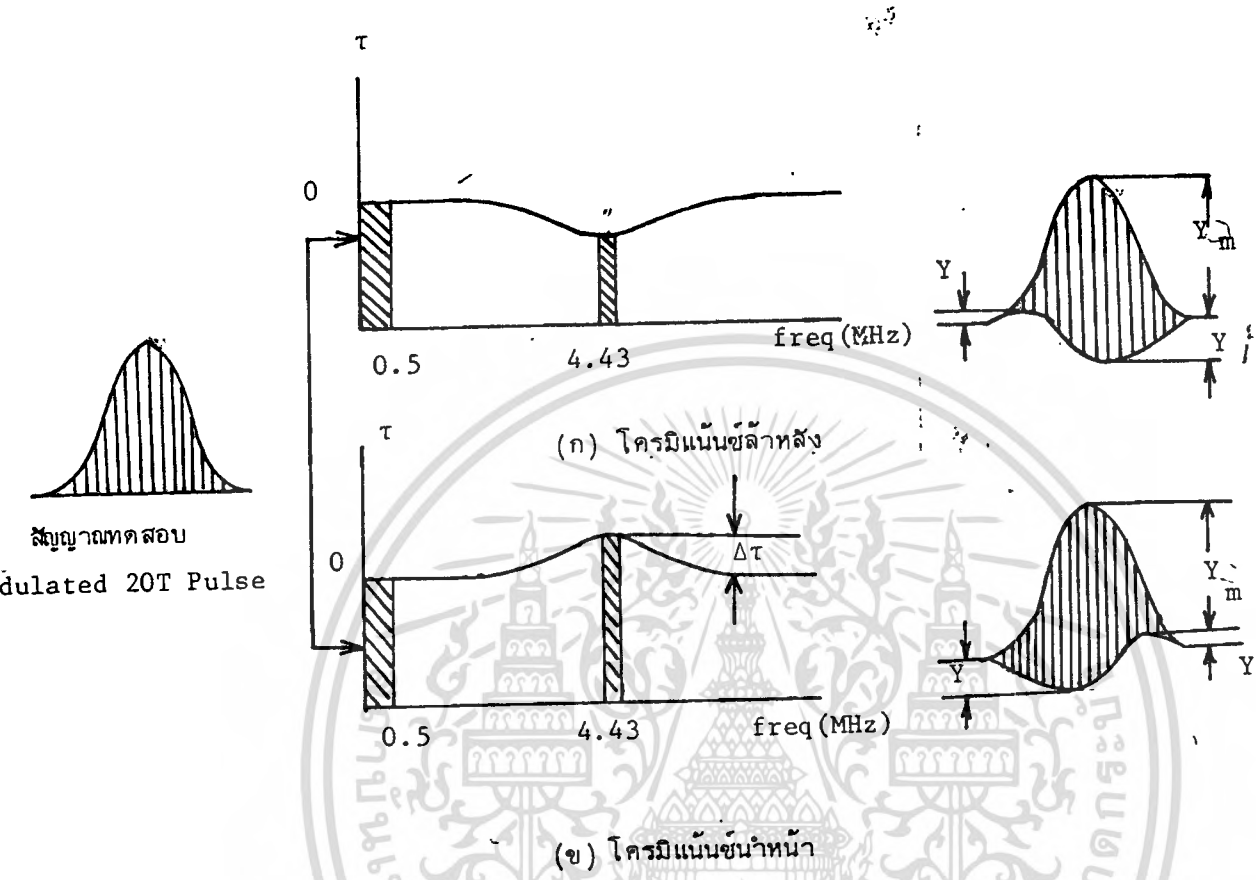 τ
0
freq(MHz)
0.5
4.43
Y
Y m
Y
(ก) โครมิแน้นซ์ล้าหลัง
สัญญาณทดสอบ
dulated 20T Pulse
τ
0
Δτ
freq(MHz)
0.5
4.43
Y
Y m
Y
(ข) โครมิแน้นซ์นำหน้า